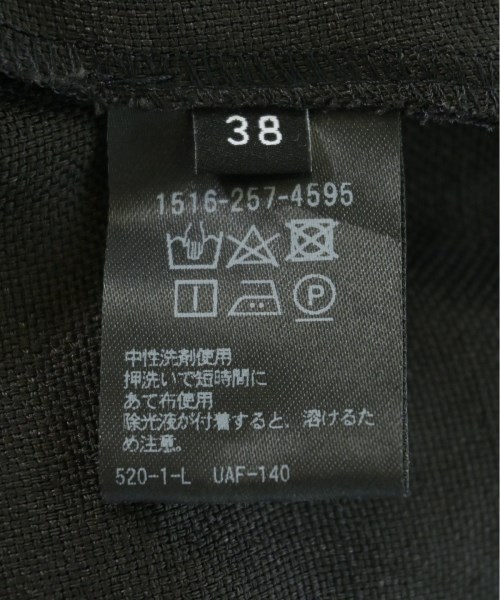 38
1516-257-4595
P
中性洗剤使用
押洗いで短時間に
あて布使用
除光液が付着すると、溶けるた
め注意。
520-1-L UAF-140